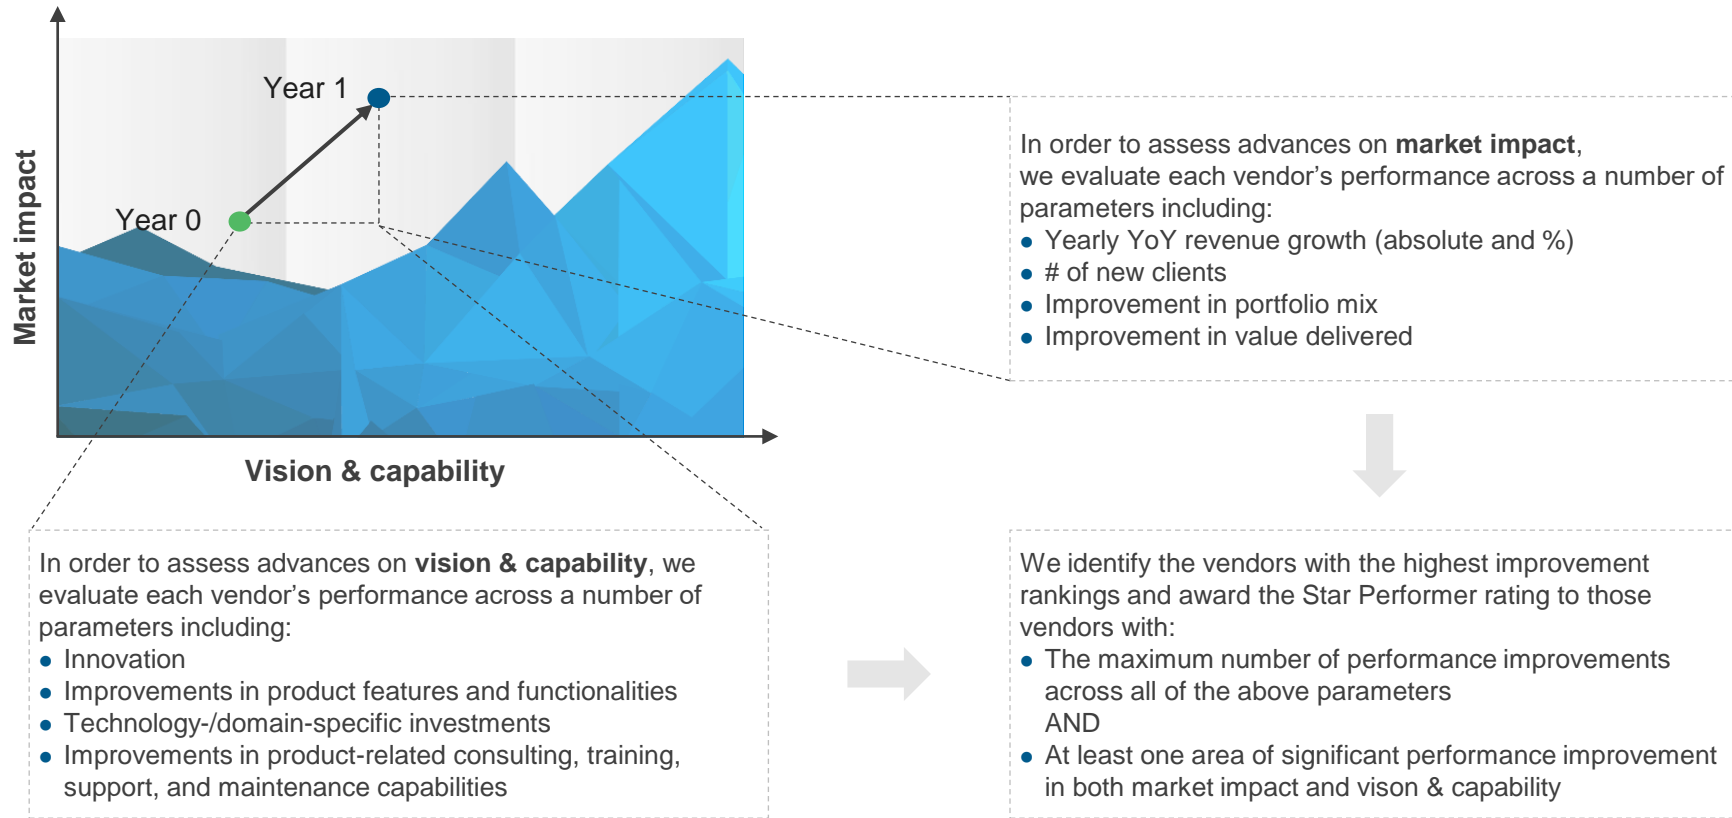 Year 1
Year 0
Market impact
Vision & capability
In order to assess advances on market impact,
we evaluate each vendor’s performance across a number of
parameters including:
● Yearly YoY revenue growth (absolute and %)
● # of new clients
● Improvement in portfolio mix
● Improvement in value delivered
In order to assess advances on vision & capability, we
evaluate each vendor’s performance across a number of
parameters including:
● Innovation
● Improvements in product features and functionalities
● Technology-/domain-specific investments
● Improvements in product-related consulting, training,
support, and maintenance capabilities
We identify the vendors with the highest improvement
rankings and award the Star Performer rating to those
vendors with:
● The maximum number of performance improvements
across all of the above parameters
AND
● At least one area of significant performance improvement
in both market impact and vison & capability